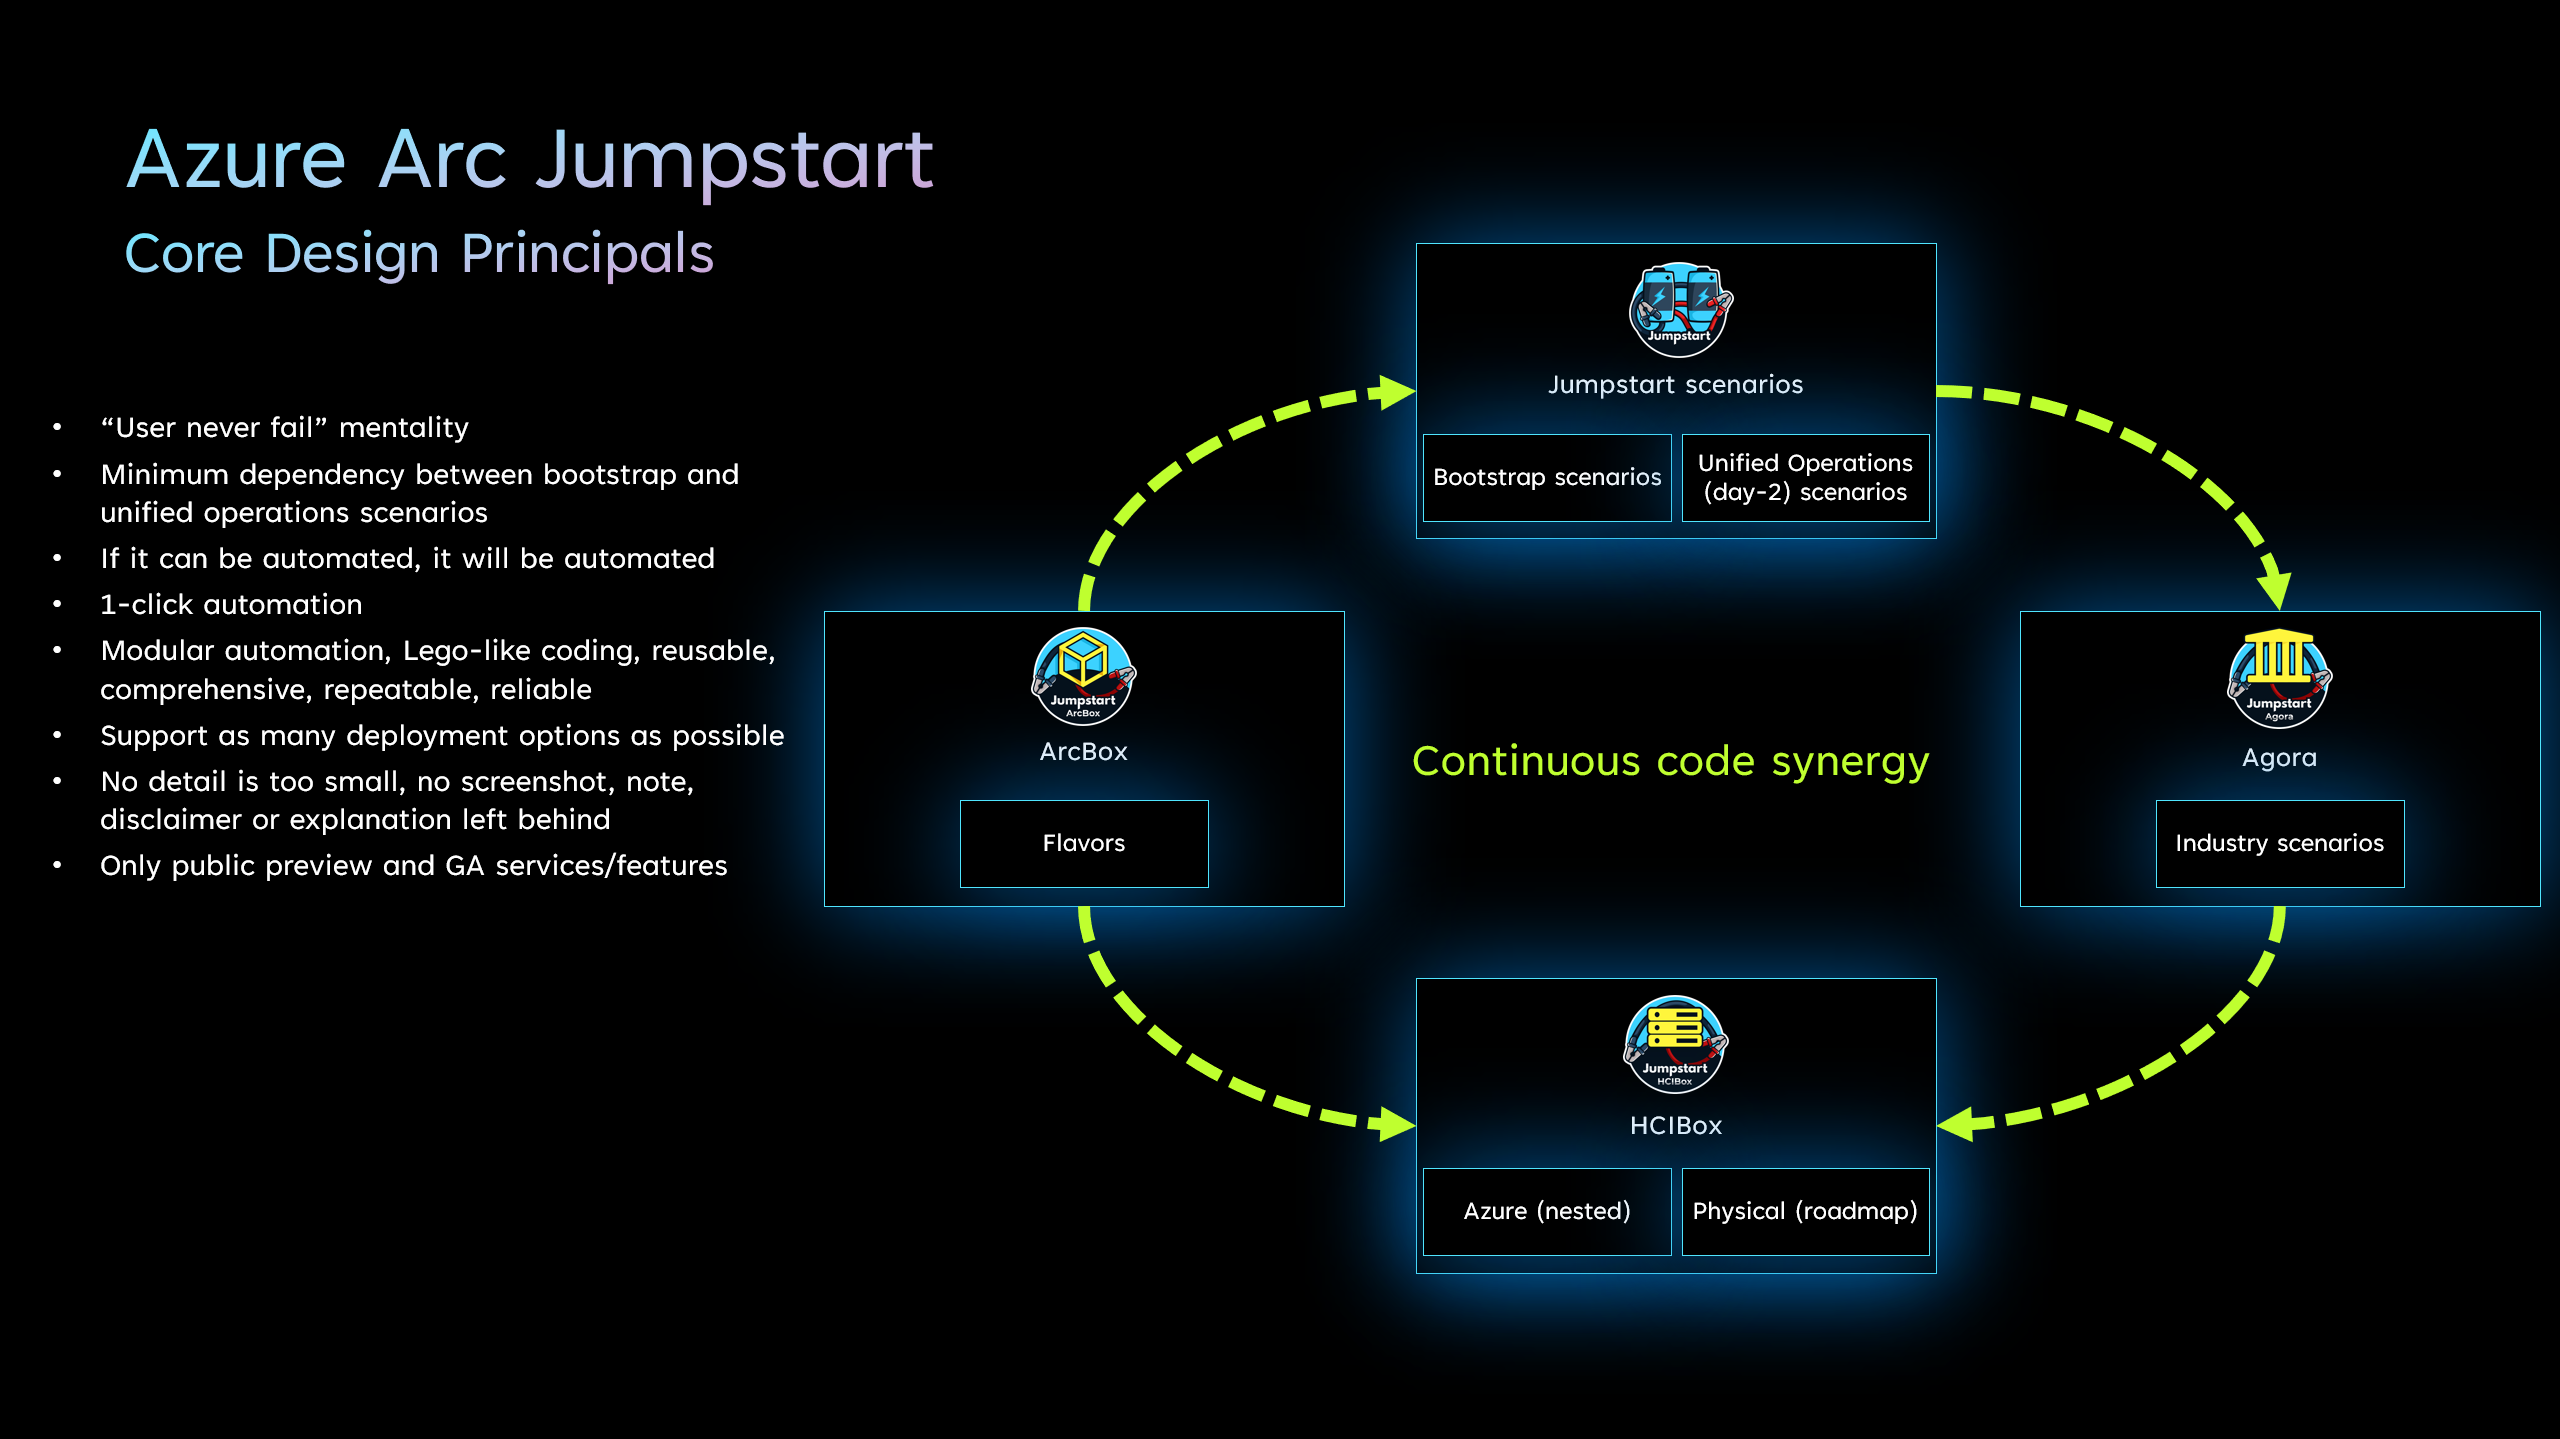 Azure Arc Jumpstart
Core Design Principals
• “User never fail” mentality
• Minimum dependency between bootstrap and
unified operations scenarios
• If it can be automated, it will be automated
• 1-click automation
• Modular automation, Lego-like coding, reusable,
comprehensive, repeatable, reliable
• Support as many deployment options as possible
• No detail is too small, no screenshot, note,
disclaimer or explanation left behind
• Only public preview and GA services/features
Jumpstart
Jumpstart scenarios
Bootstrap scenarios
Unified Operations
(day-2) scenarios
Jumpstart
ArcBox
ArcBox
Flavors
Continuous code synergy
Jumpstart
Agora
Agora
Industry scenarios
Jumpstart
HCIBox
HCIBox
Azure (nested)
Physical (roadmap)